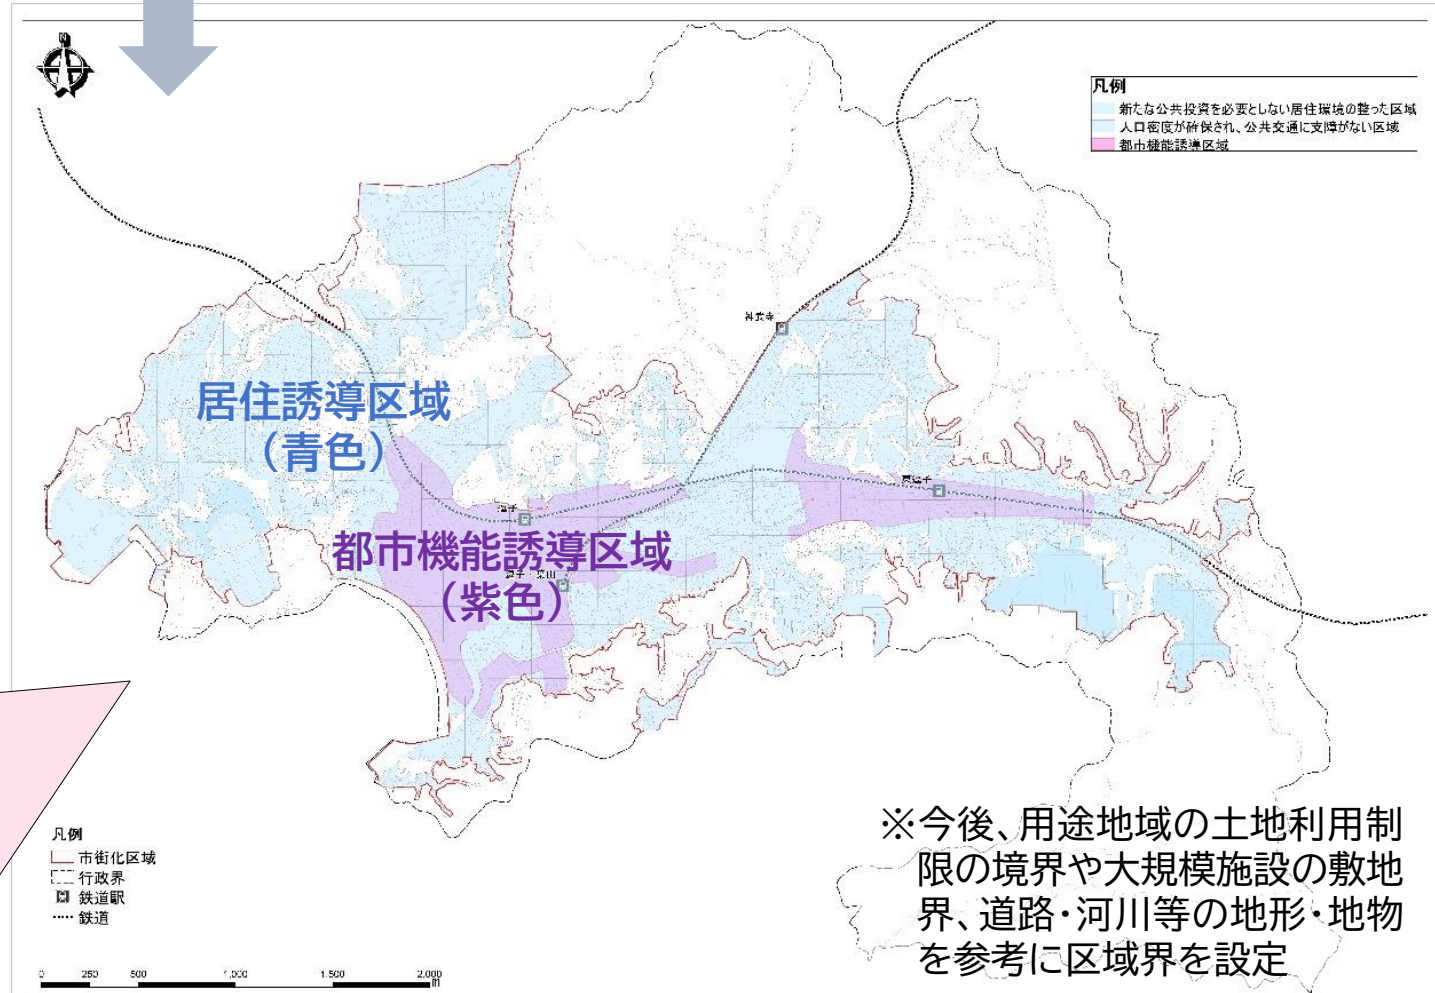 N
凡例
新たな公共投資を必要としない居住環境の整った区域
人口密度が確保され、公共交通に支障がない区域
都市機能誘導区域
神武寺
居住誘導区域
（青色）
東逗子
逗子
都市機能誘導区域
逗子・葉山
（紫色）
※今後、用途地域の土地利用制
限の境界や大規模施設の敷地
界、道路・河川等の地形・地物
を参考に区域界を設定
凡例
市街化区域
行政界
鉄道駅
鉄道
0 250 500 1,000 1,500 2,000
m